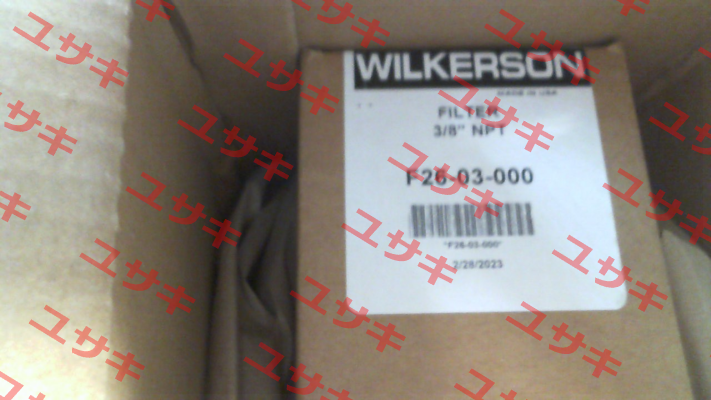 WILKERSON
MADE IN USA
FILTER
3/8" NPT
F26-03-000
"F26-03-000"
2/28/2023
ユサキ